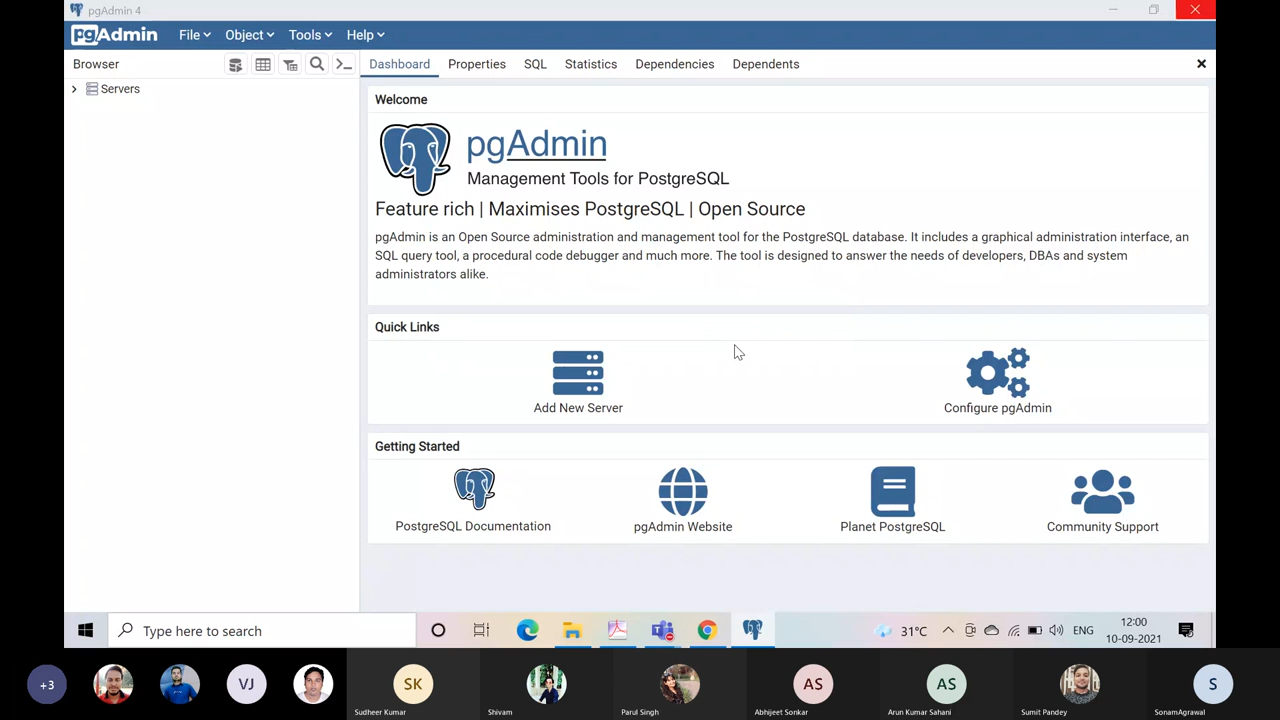 pgAdmin 4
pgAdmin File Object Tools Help
Browser
Dashboard Properties SQL Statistics Dependencies Dependents
Servers
Welcome
pgAdmin
Management Tools for PostgreSQL
Feature rich | Maximises PostgreSQL | Open Source
pgAdmin is an Open Source administration and management tool for the PostgreSQL database. It includes a graphical administration interface, an
SQL query tool, a procedural code debugger and much more. The tool is designed to answer the needs of developers, DBAs and system
administrators alike.
Quick Links
Add New Server
Configure pgAdmin
Getting Started
PostgreSQL Documentation
pgAdmin Website
Planet PostgreSQL
Community Support
Type here to search
31°C
ENG
12:00
10-09-2021
+3
VJ
SK
AS
AS
S
Sudheer Kumar
Shivam
Parul Singh
Abhijeet Sonkar
Arun Kumar Sahani
Sumit Pandey
SonamAgrawal